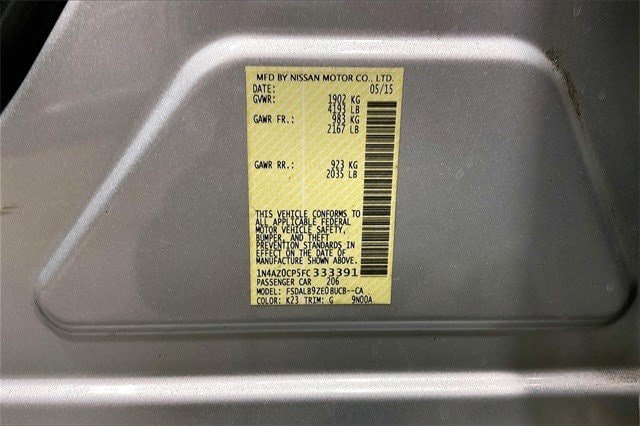 MFD BY NISSAN MOTOR CO., LTD.
DATE: 05/15
GVWR: 1902 KG
4193 LB
GAWR FR.: 983 KG
2167 LB
GAWR RR.: 923 KG
2035 LB
THIS VEHICLE CONFORMS TO
ALL APPLICABLE FEDERAL
MOTOR VEHICLE SAFETY,
BUMPER, AND THEFT
PREVENTION STANDARDS IN
EFFECT ON THE DATE OF
MANUFACTURE SHOWN ABOVE.
1N4AZ0CP5FC333391
PASSENGER CAR 206
MODEL: FSDALB9ZE0BUCB--CA
COLOR: K23 TRIM: G 9N00A